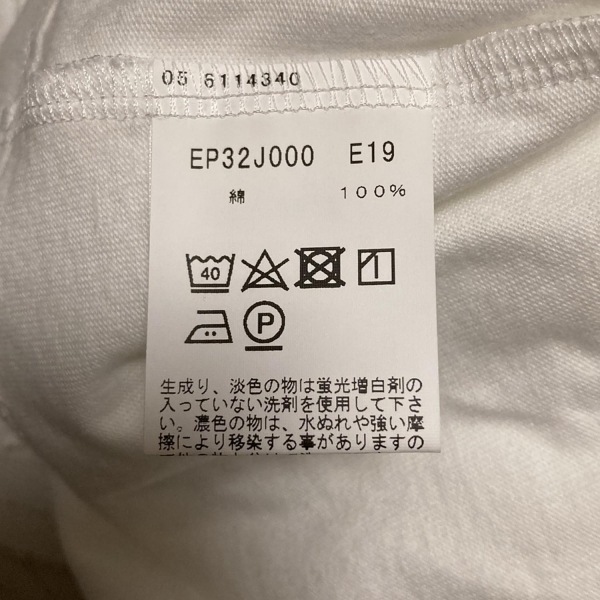 05 6114340
EP32J000 E19
綿 100%
40
P
生成り、淡色の物は蛍光増白剤の
入っていない洗剤を使用して下さ
い。濃色の物は、水ぬれや強い摩
擦により移染する事がありますの